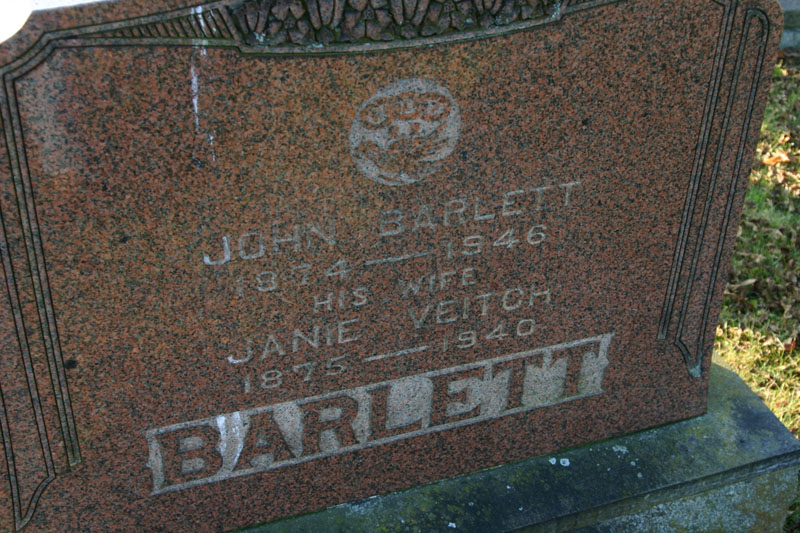 JOHN BARLETT
1874 — 1946
HIS WIFE
JANIE VEITCH
1875 — 1940
BARLETT